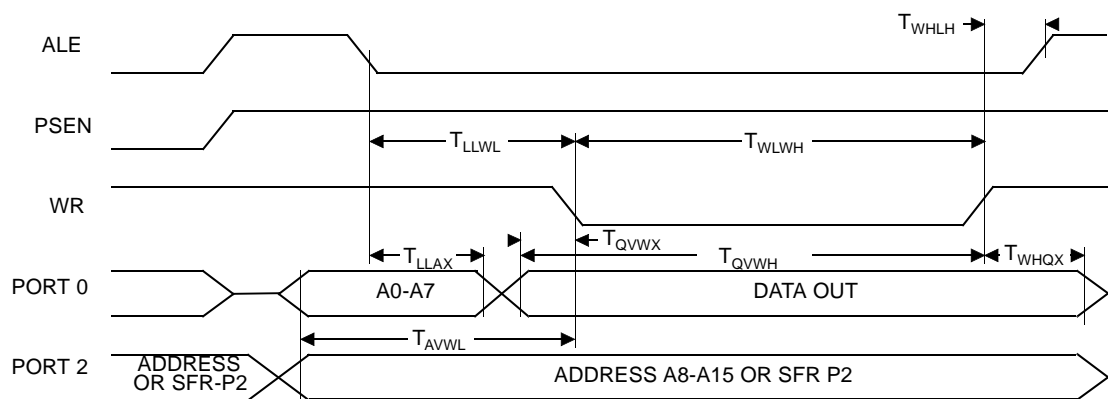 ALE
TWHLH
PSEN
TLLWL
TWLWH
WR
TQVWX
TLLAX
TQVWH
TWHQX
PORT 0
A0-A7
DATA OUT
TAVWL
PORT 2
ADDRESS
OR SFR-P2
ADDRESS A8-A15 OR SFR P2